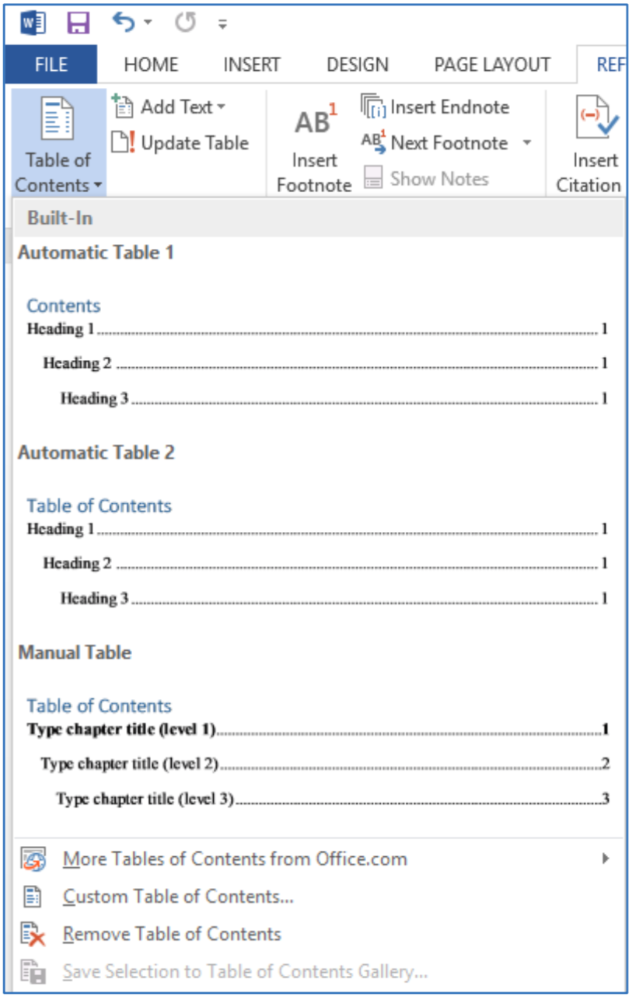 FILE HOME INSERT DESIGN PAGE LAYOUT REF
Table of Contents
Add Text
Update Table
AB1
Insert Footnote
[i] Insert Endnote
AB1 Next Footnote
Show Notes
(-)
Insert Citation
Built-In
Automatic Table 1
Contents
Heading 1 1
Heading 2 1
Heading 3 1
Automatic Table 2
Table of Contents
Heading 1 1
Heading 2 1
Heading 3 1
Manual Table
Table of Contents
Type chapter title (level 1) 1
Type chapter title (level 2) 2
Type chapter title (level 3) 3
More Tables of Contents from Office.com
Custom Table of Contents...
Remove Table of Contents
Save Selection to Table of Contents Gallery...